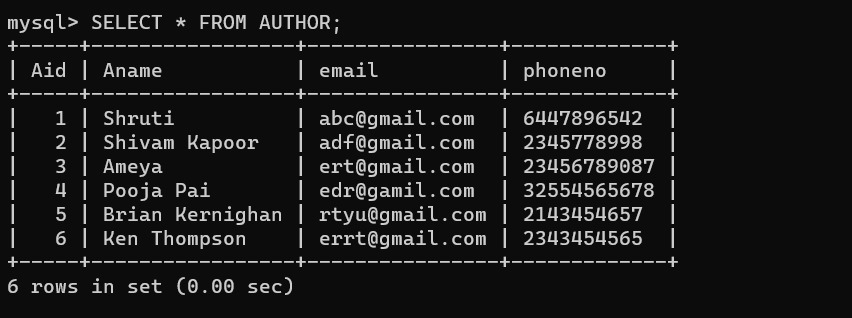 mysql> SELECT * FROM AUTHOR;
+-----+-----------------+----------------+-------------+
| Aid | Aname           | email          | phoneno     |
+-----+-----------------+----------------+-------------+
|   1 | Shruti          | abc@gmail.com  | 6447896542  |
|   2 | Shivam Kapoor   | adf@gmail.com  | 2345778998  |
|   3 | Ameya           | ert@gmail.com  | 23456789087 |
|   4 | Pooja Pai       | edr@gamil.com  | 32554565678 |
|   5 | Brian Kernighan | rtyu@gmail.com | 2143454657  |
|   6 | Ken Thompson    | errt@gmail.com | 2343454565  |
+-----+-----------------+----------------+-------------+
6 rows in set (0.00 sec)